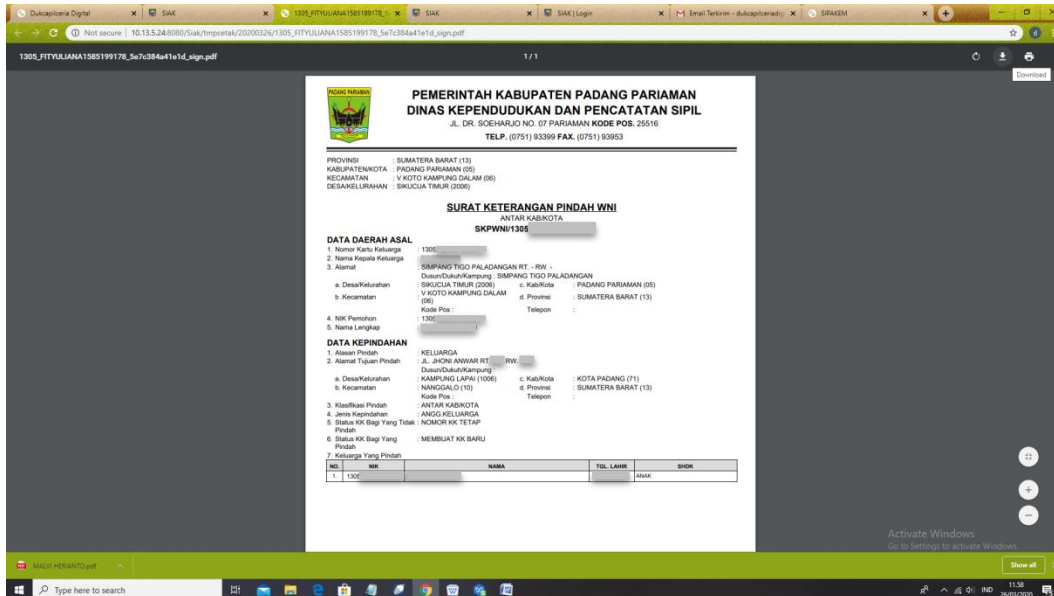 Dukcapilceria Digital
SIAK
1305_FITYULIANA1585199178_5
SIAK
SIAK | Login
Email Terkirim - dukcapilceriadig
SIPAKEM
Not secure | 10.13.5.24:8080/Siak/tmpcetak/20200326/1305_FITYULIANA1585199178_5e7c384a41e1d_sign.pdf
1305_FITYULIANA1585199178_5e7c384a41e1d_sign.pdf
1 / 1
Download
PADANG PARIAMAN
PEMERINTAH KABUPATEN PADANG PARIAMAN
DINAS KEPENDUDUKAN DAN PENCATATAN SIPIL
JL. DR. SOEHARJO NO. 07 PARIAMAN KODE POS. 25516
TELP. (0751) 93399 FAX. (0751) 93953
PROVINSI : SUMATERA BARAT (13)
KABUPATEN/KOTA : PADANG PARIAMAN (05)
KECAMATAN : V KOTO KAMPUNG DALAM (06)
DESA/KELURAHAN : SIKUCUA TIMUR (2006)
SURAT KETERANGAN PINDAH WNI
ANTAR KAB/KOTA
SKPWNI/1305
DATA DAERAH ASAL
1. Nomor Kartu Keluarga : 1305
2. Nama Kepala Keluarga :
3. Alamat : SIMPANG TIGO PALADANGAN RT. - RW. -
Dusun/Dukuh/Kampung : SIMPANG TIGO PALADANGAN
a. Desa/Kelurahan : SIKUCUA TIMUR (2006) c. Kab/Kota : PADANG PARIAMAN (05)
b .Kecamatan : V KOTO KAMPUNG DALAM (06) d. Provinsi : SUMATERA BARAT (13)
Kode Pos : Telepon :
4. NIK Pemohon : 1305
5. Nama Lengkap :
DATA KEPINDAHAN
1. Alasan Pindah : KELUARGA
2. Alamat Tujuan Pindah : JL. JHONI ANWAR RT. RW.
Dusun/Dukuh/Kampung :
a. Desa/Kelurahan : KAMPUNG LAPAI (1006) c. Kab/Kota : KOTA PADANG (71)
b. Kecamatan : NANGGALO (10) d. Provinsi : SUMATERA BARAT (13)
Kode Pos : Telepon :
3. Klasifikasi Pindah : ANTAR KAB/KOTA
4. Jenis Kepindahan : ANGG.KELUARGA
5. Status KK Bagi Yang Tidak : NOMOR KK TETAP
Pindah
6. Status KK Bagi Yang : MEMBUAT KK BARU
Pindah
7. Keluarga Yang Pindah
NO. NIK NAMA TGL. LAHIR SHDK
1. 1305 ANAK
Activate Windows
Go to Settings to activate Windows.
MALVI HERIANTO.pdf
Show all
Type here to search
IND
11.58
26/03/2020